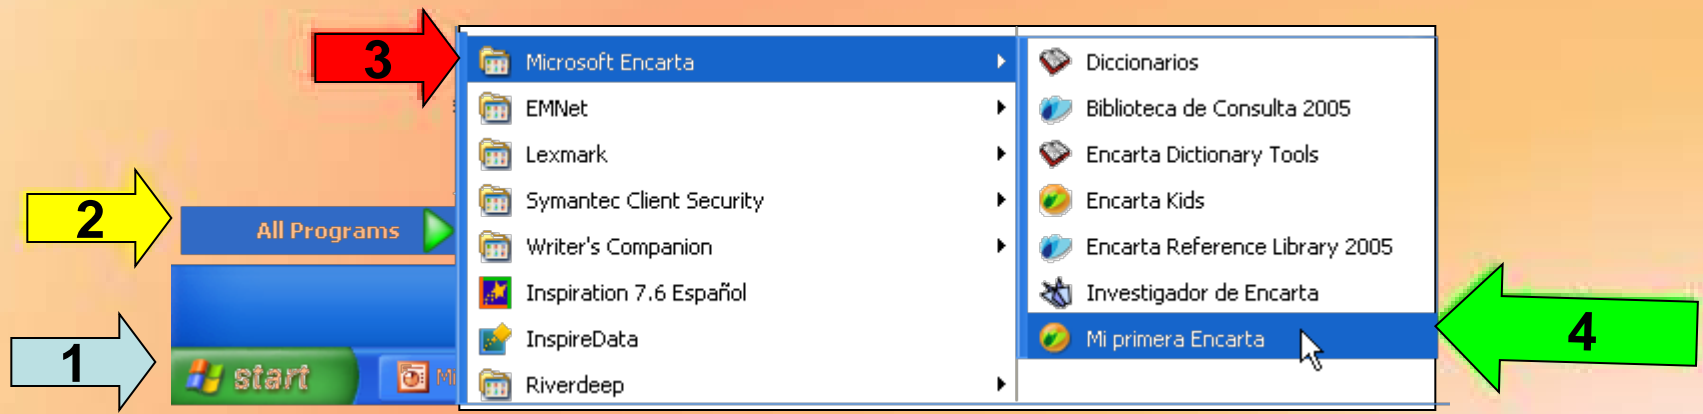 3
Microsoft Encarta
EMNet
Lexmark
Symantec Client Security
Writer's Companion
Inspiration 7.6 Español
InspireData
Riverdeep
Diccionarios
Biblioteca de Consulta 2005
Encarta Dictionary Tools
Encarta Kids
Encarta Reference Library 2005
Investigador de Encarta
Mi primera Encarta
4
2
All Programs
1
start
Mi